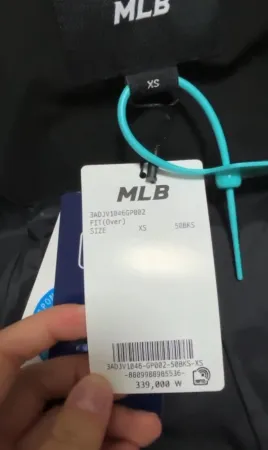 MLB
XS
MLB
3ADJV1046GP002
FIT(Over)
SIZE XS 50BKS
3ADJV1046-GP002-50BKS-XS
339,000 ₩